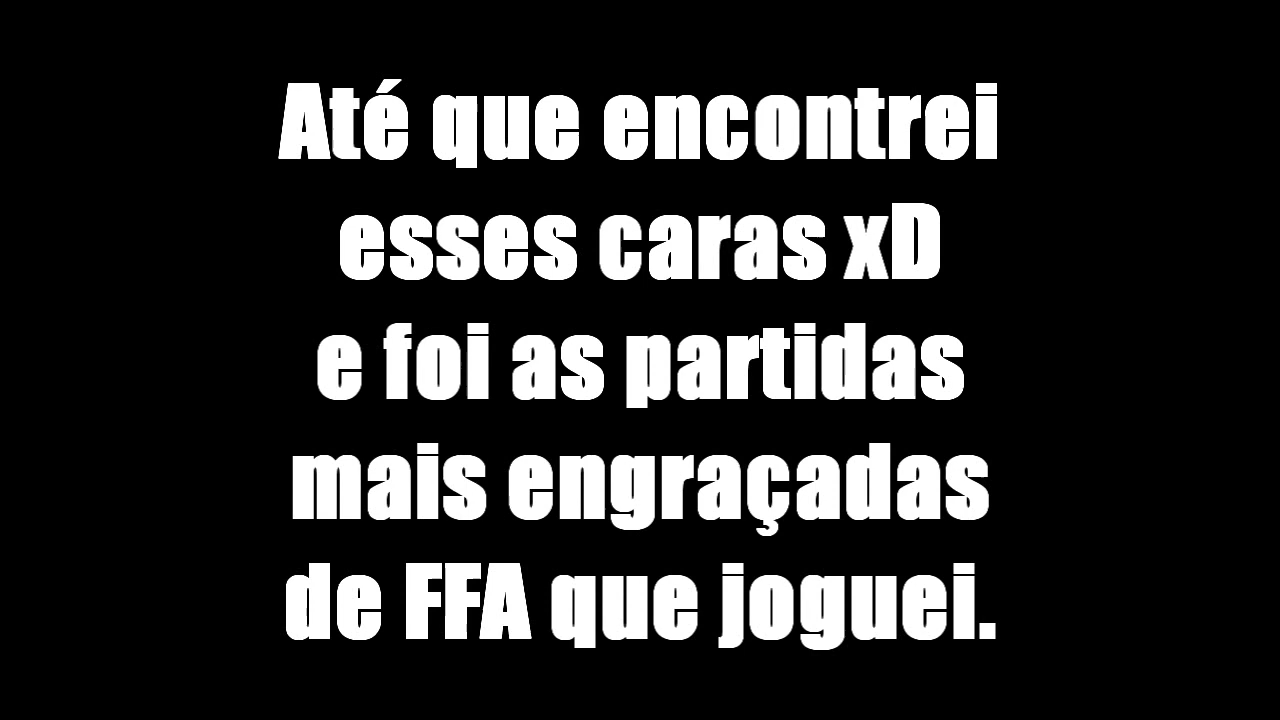 Até que encontrei
esses caras xD
e foi as partidas
mais engraçadas
de FFA que joguei.